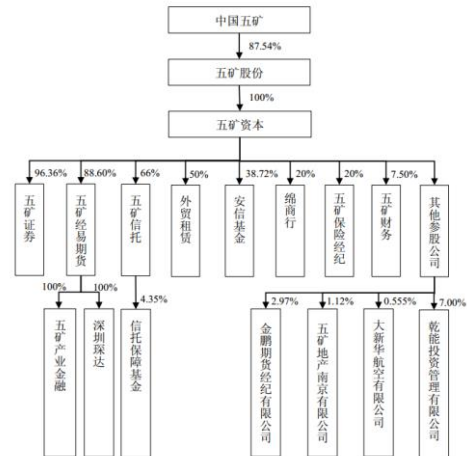 中国五矿
87.54%
五矿股份
100%
五矿资本
96.36%
88.60%
66%
50%
38.72%
20%
20%
7.50%
五矿证券
五矿经易期货
五矿信托
外贸租赁
安信基金
绵商行
五矿保险经纪
五矿财务
其他参股公司
100%
100%
4.35%
2.97%
1.12%
0.555%
7.00%
五矿产业金融
深圳琛达
信托保障基金
金鹏期货经纪有限公司
五矿地产南京有限公司
大新华航空有限公司
乾能投资管理有限公司